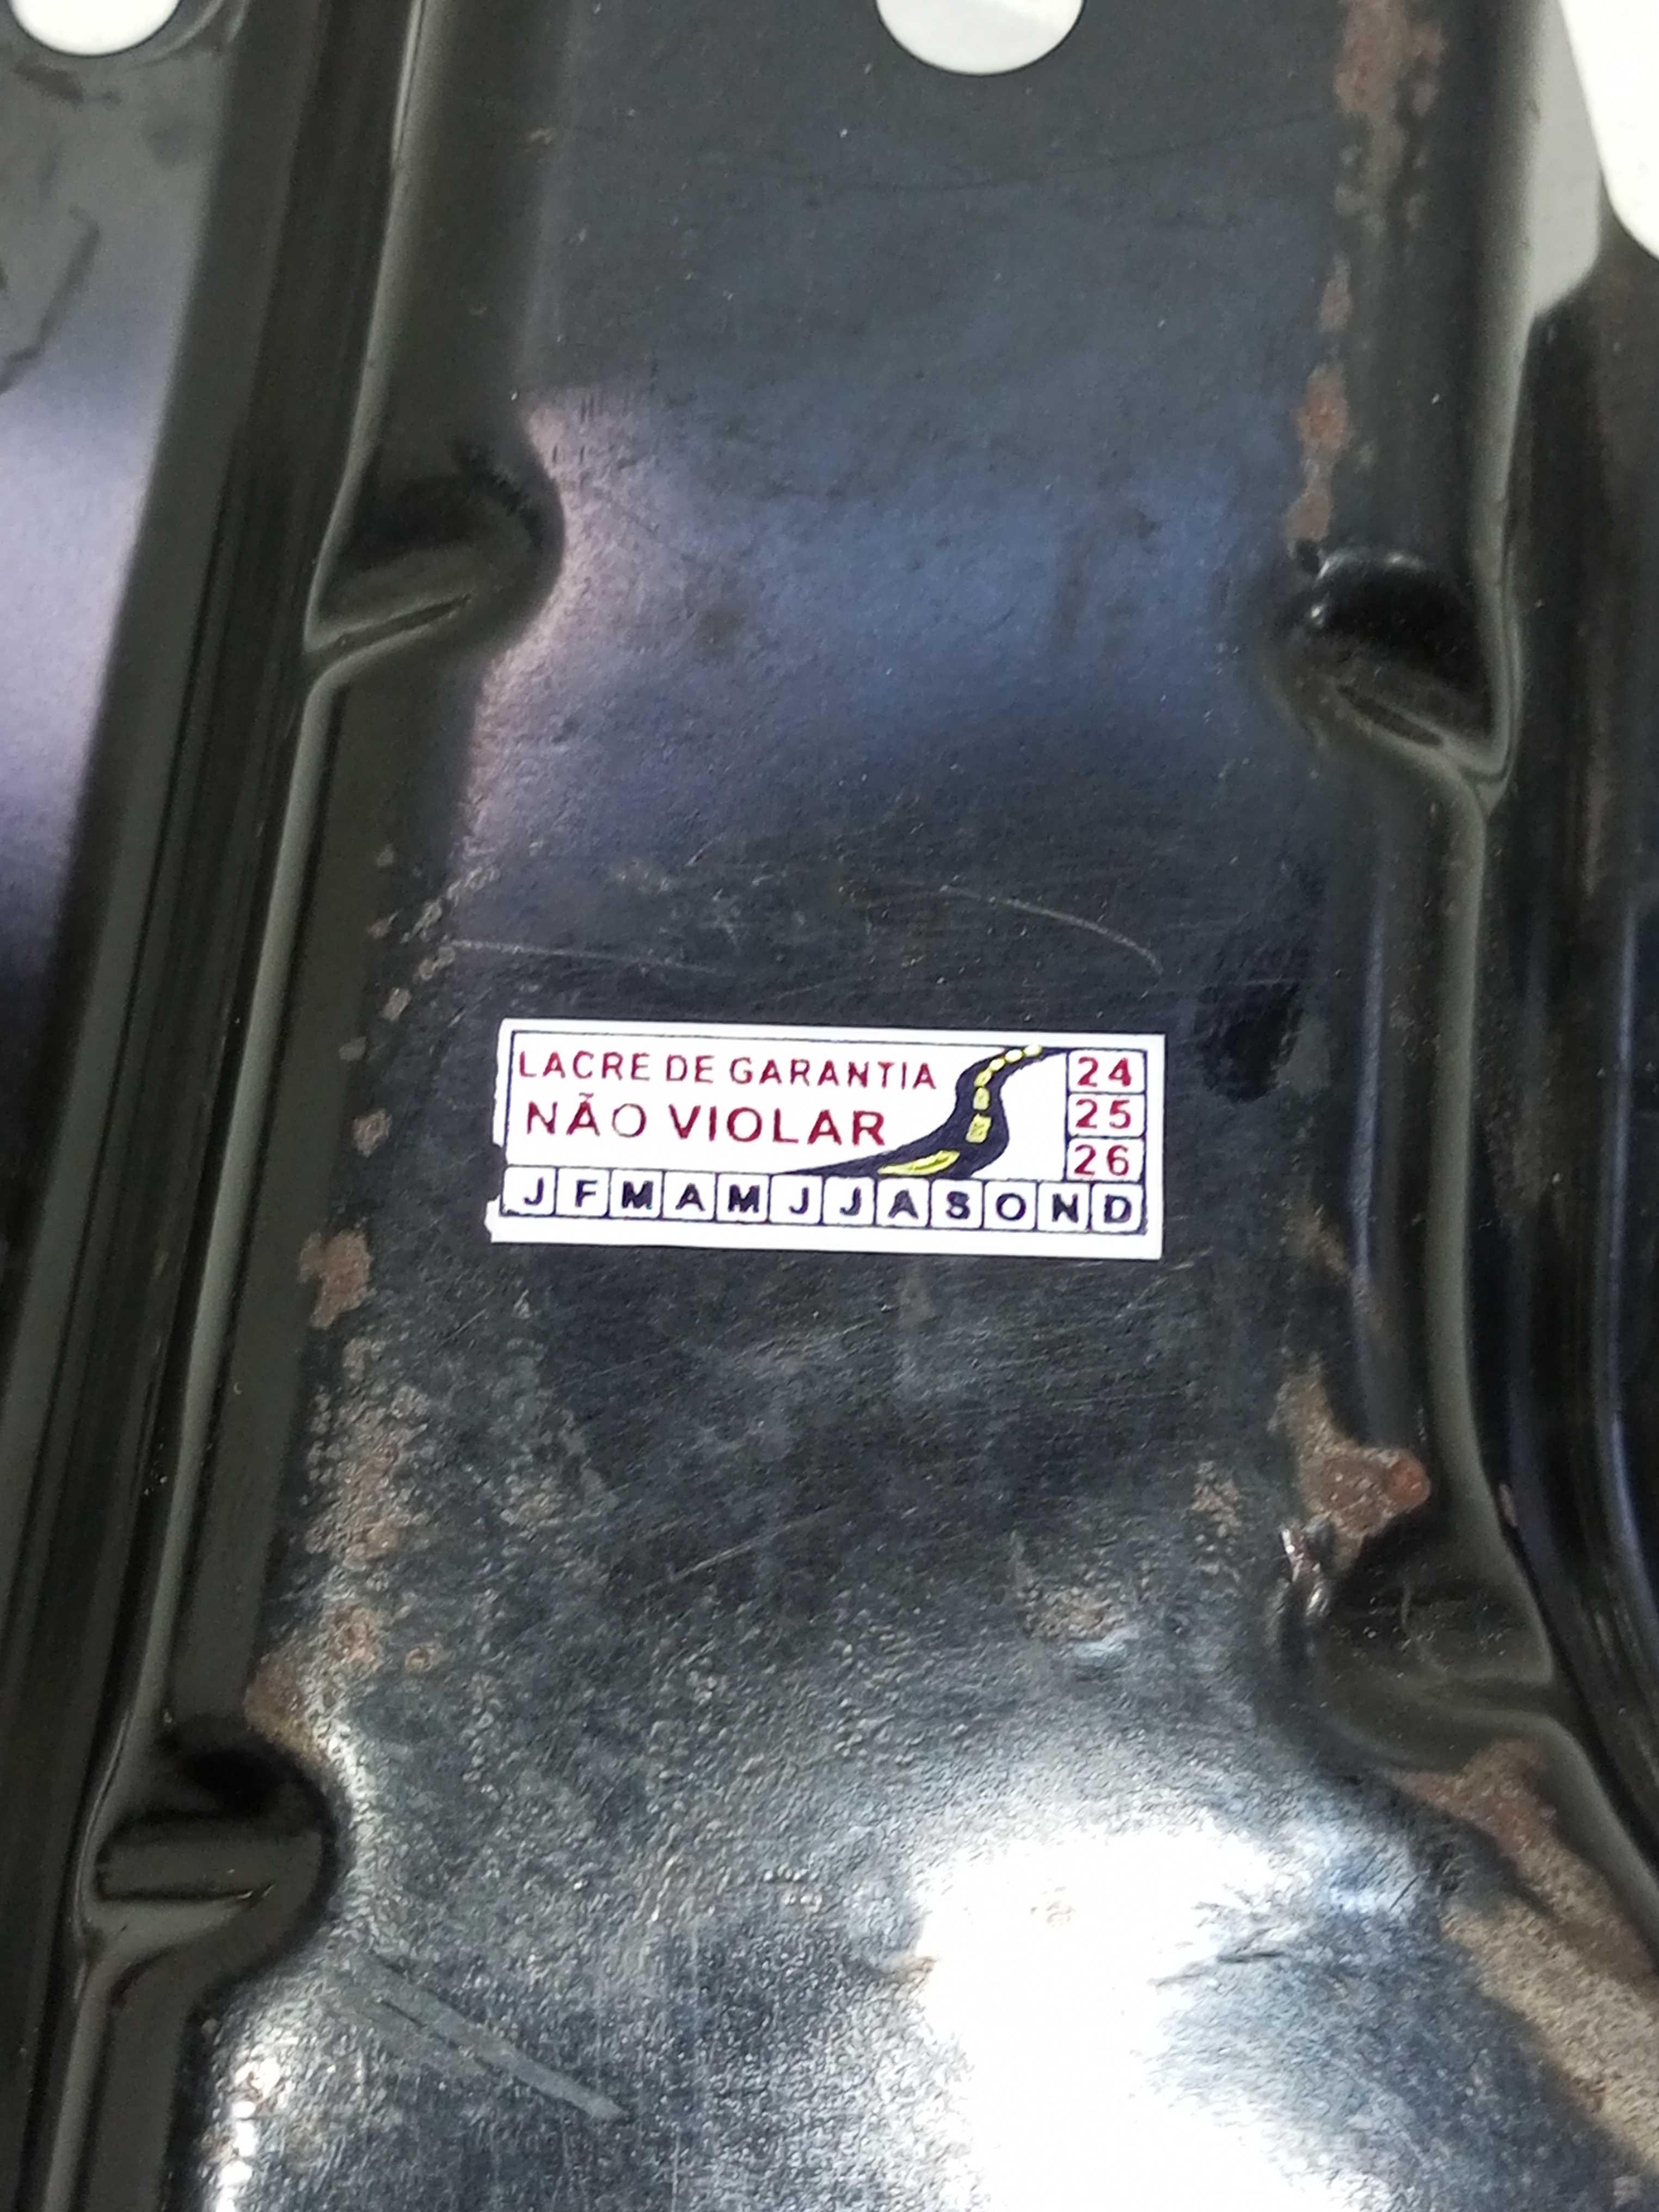 LACRE DE GARANTIA
NÃO VIOLAR
24
25
26
J F M A M J J A S O N D